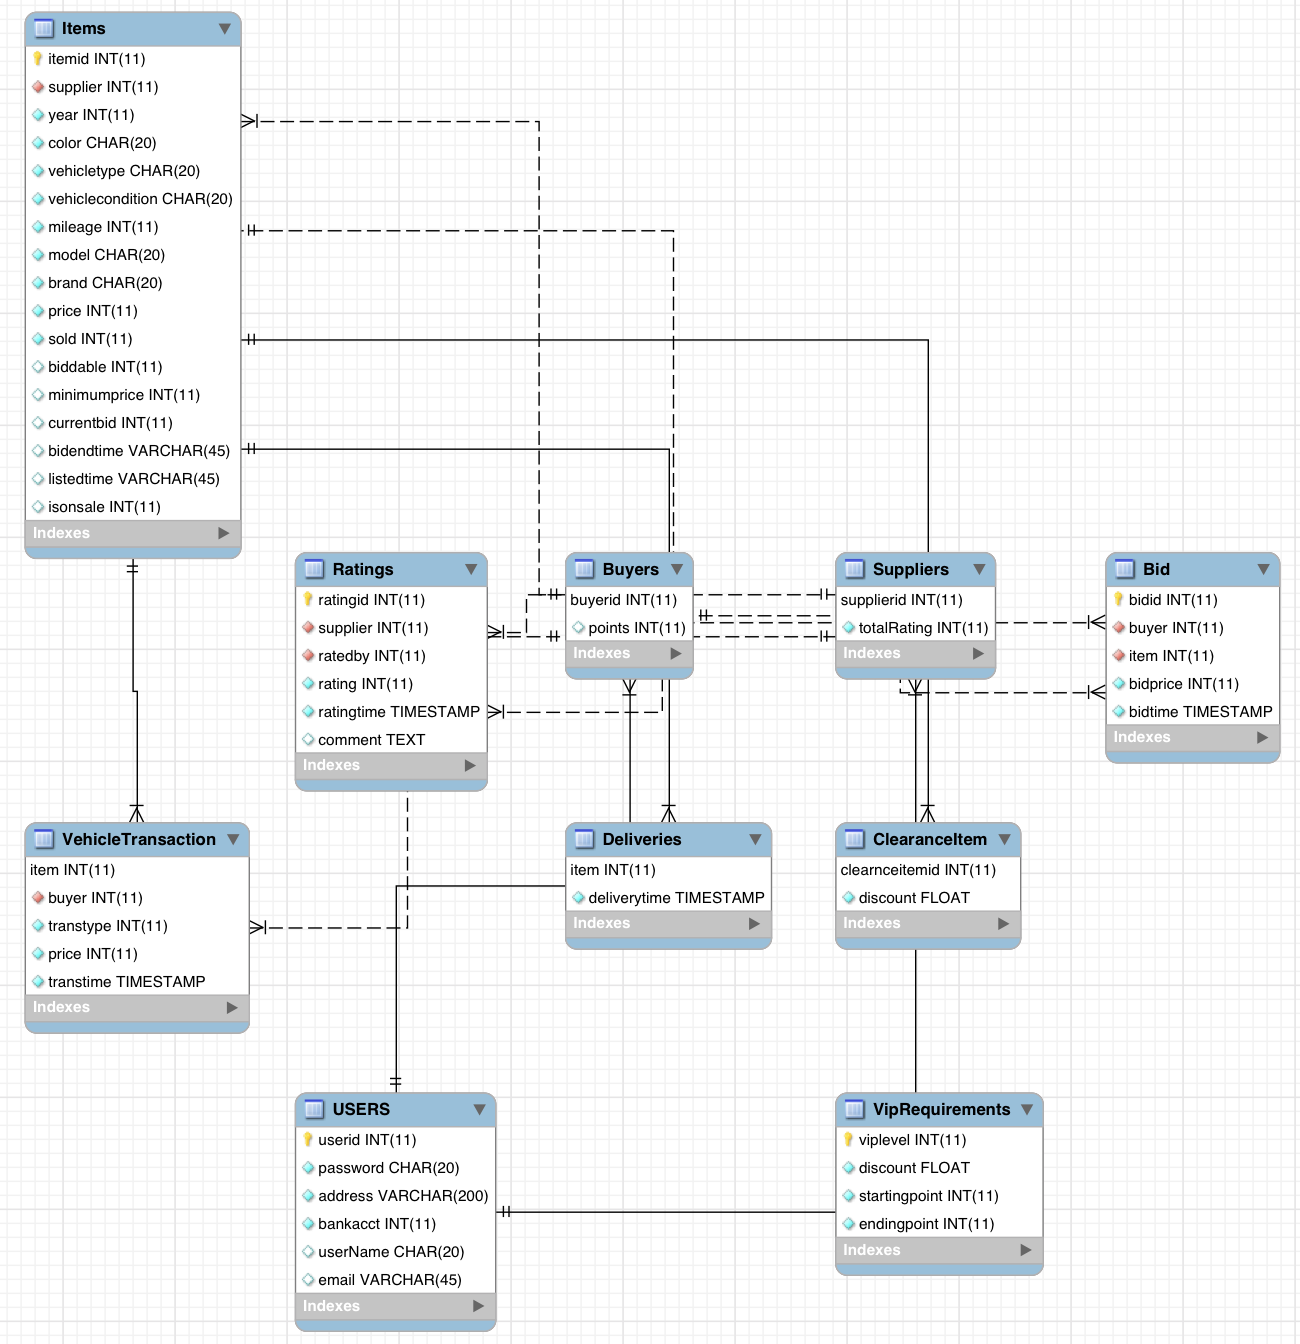 Items
itemid INT(11)
supplier INT(11)
year INT(11)
color CHAR(20)
vehicletype CHAR(20)
vehiclecondition CHAR(20)
mileage INT(11)
model CHAR(20)
brand CHAR(20)
price INT(11)
sold INT(11)
biddable INT(11)
minimumprice INT(11)
currentbid INT(11)
bidendtime VARCHAR(45)
listedtime VARCHAR(45)
isonsale INT(11)
Indexes
Ratings
ratingid INT(11)
supplier INT(11)
ratedby INT(11)
rating INT(11)
ratingtime TIMESTAMP
comment TEXT
Indexes
Buyers
buyerid INT(11)
points INT(11)
Indexes
Suppliers
supplierid INT(11)
totalRating INT(11)
Indexes
Bid
bidid INT(11)
buyer INT(11)
item INT(11)
bidprice INT(11)
bidtime TIMESTAMP
Indexes
VehicleTransaction
item INT(11)
buyer INT(11)
transtype INT(11)
price INT(11)
transtime TIMESTAMP
Indexes
Deliveries
item INT(11)
deliverytime TIMESTAMP
Indexes
ClearanceItem
clearnceitemid INT(11)
discount FLOAT
Indexes
USERS
userid INT(11)
password CHAR(20)
address VARCHAR(200)
bankacct INT(11)
userName CHAR(20)
email VARCHAR(45)
Indexes
VipRequirements
viplevel INT(11)
discount FLOAT
startingpoint INT(11)
endingpoint INT(11)
Indexes